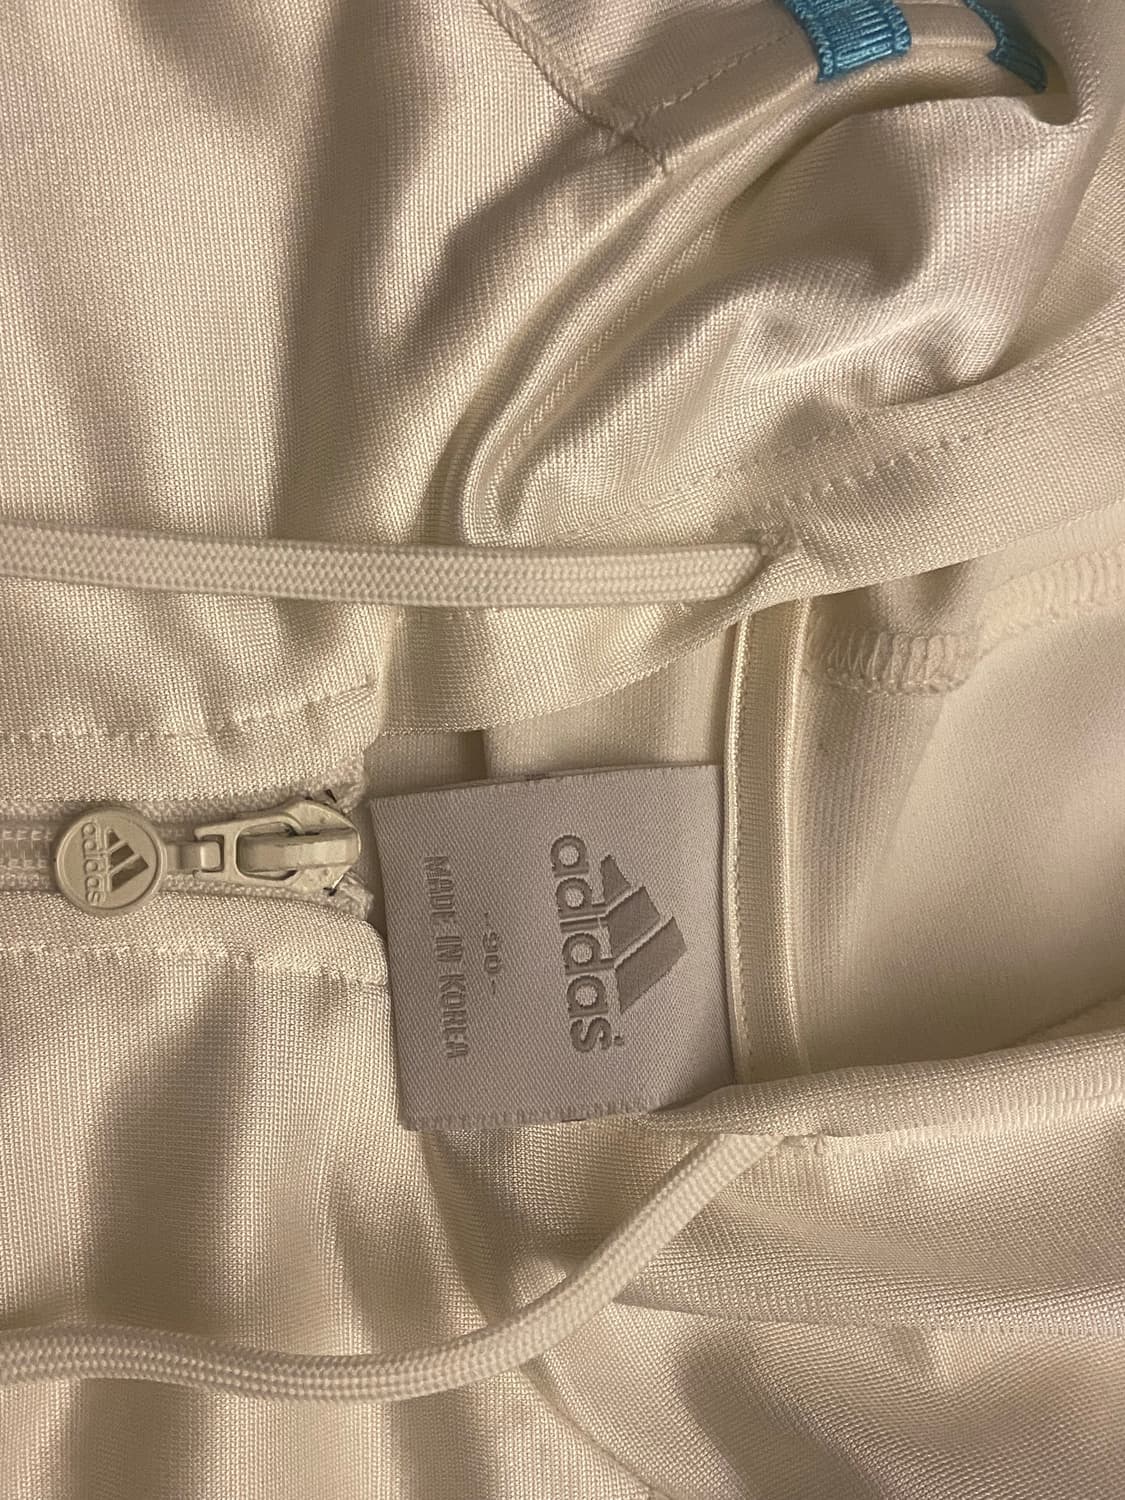 adidas
- 90 -
MADE IN KOREA
adidas